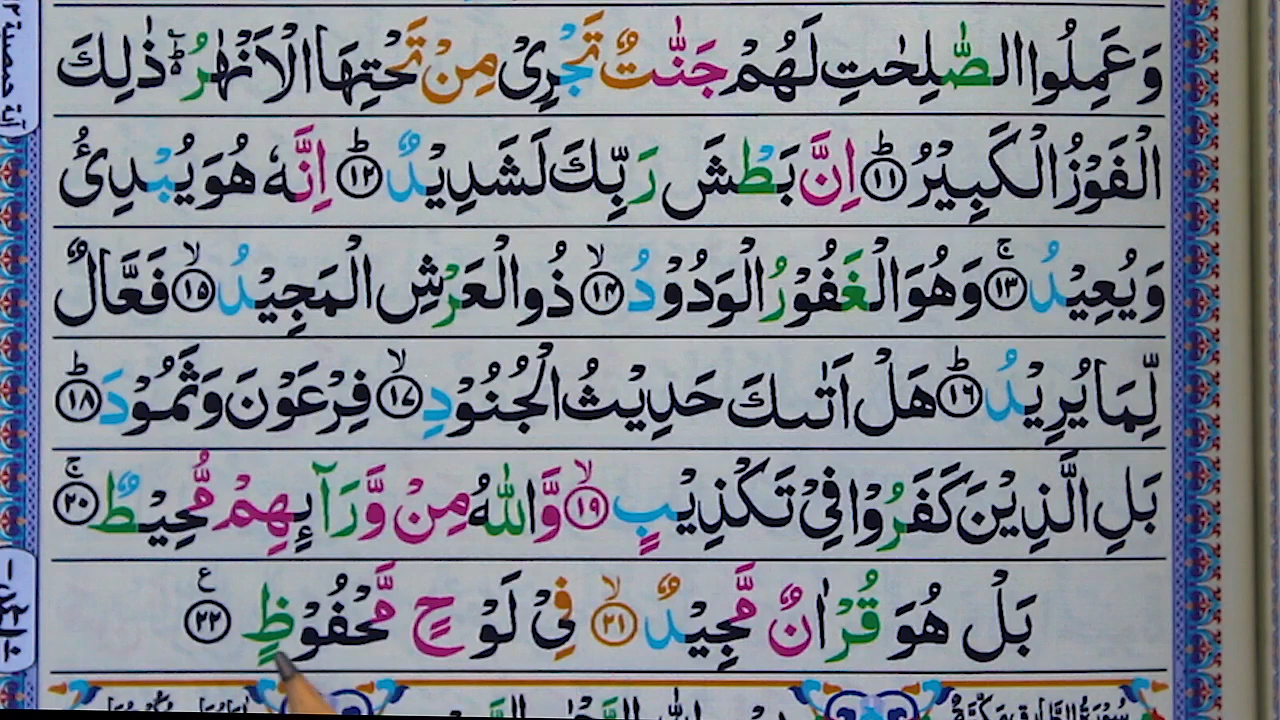 وَعَمِلُوا الصّٰلِحٰتِ لَهُمْ جَنّٰتٌ تَجْرِیْ مِنْ تَحْتِهَا الْاَنْهٰرُ ؕ ذٰلِكَ
الْفَوْزُ الْكَبِیْرُ ؕ۝۱۱ اِنَّ بَطْشَ رَبِّكَ لَشَدِیْدٌ ؕ۝۱۲ اِنَّهٗ هُوَ یُبْدِئُ
وَیُعِیْدُ ۚ۝۱۳ وَهُوَ الْغَفُوْرُ الْوَدُوْدُ ۙ۝۱۴ ذُو الْعَرْشِ الْمَجِیْدُ ۙ۝۱۵ فَعَّالٌ
لِّمَا یُرِیْدُ ؕ۝۱۶ هَلْ اَتٰىكَ حَدِیْثُ الْجُنُوْدِ ۙ۝۱۷ فِرْعَوْنَ وَثَمُوْدَ ؕ۝۱۸
بَلِ الَّذِیْنَ كَفَرُوْا فِیْ تَكْذِیْبٍ ۙ۝۱۹ وَّاللّٰهُ مِنْ وَّرَآىِٕهِمْ مُّحِیْطٌ ۚ۝۲۰
بَلْ هُوَ قُرْاٰنٌ مَّجِیْدٌ ۙ۝۲۱ فِیْ لَوْحٍ مَّحْفُوْظٍ ۠۝۲۲ ع